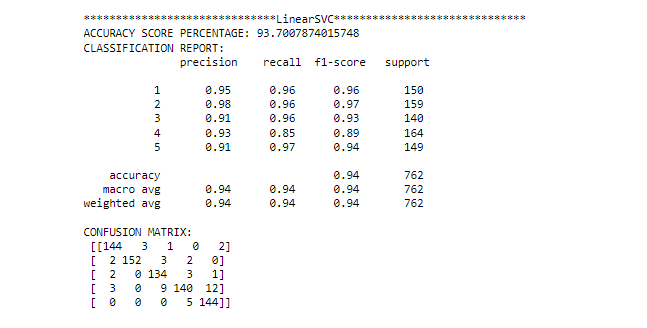 ******************************LinearSVC******************************
ACCURACY SCORE PERCENTAGE: 93.7007874015748
CLASSIFICATION REPORT:
precision recall f1-score support
1 0.95 0.96 0.96 150
2 0.98 0.96 0.97 159
3 0.91 0.96 0.93 140
4 0.93 0.85 0.89 164
5 0.91 0.97 0.94 149
accuracy 0.94 762
macro avg 0.94 0.94 0.94 762
weighted avg 0.94 0.94 0.94 762
CONFUSION MATRIX:
[[144 3 1 0 2]
[ 2 152 3 2 0]
[ 2 0 134 3 1]
[ 3 0 9 140 12]
[ 0 0 0 5 144]]